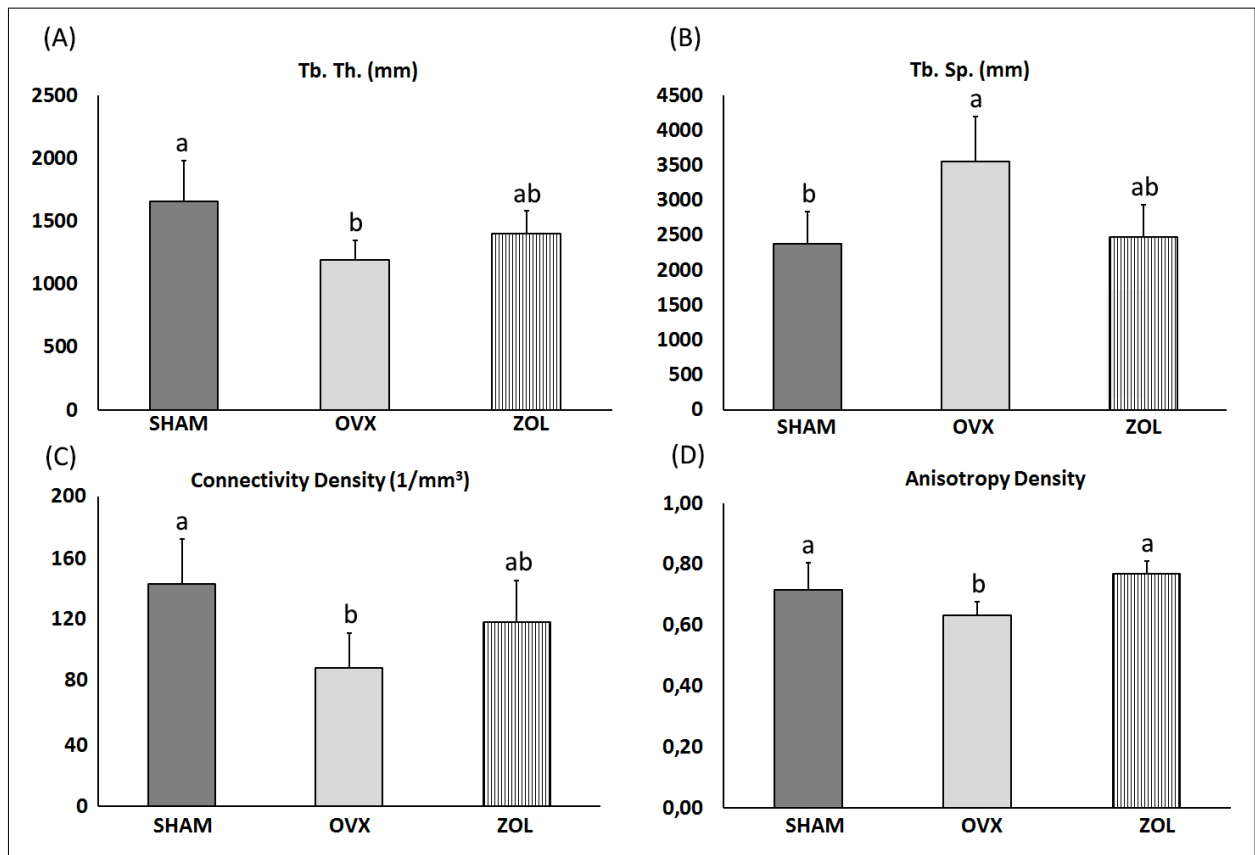 (A)
Tb. Th. (mm)
2500
2000
1500
1000
500
0
a
b
ab
SHAM OVX ZOL
(B)
Tb. Sp. (mm)
4500
4000
3500
3000
2500
2000
1500
1000
500
0
b
a
ab
SHAM OVX ZOL
(C)
Connectivity Density (1/mm³)
200
160
120
80
40
0
a
b
ab
SHAM OVX ZOL
(D)
Anisotropy Density
1,00
0,80
0,60
0,40
0,20
0,00
a
b
a
SHAM OVX ZOL